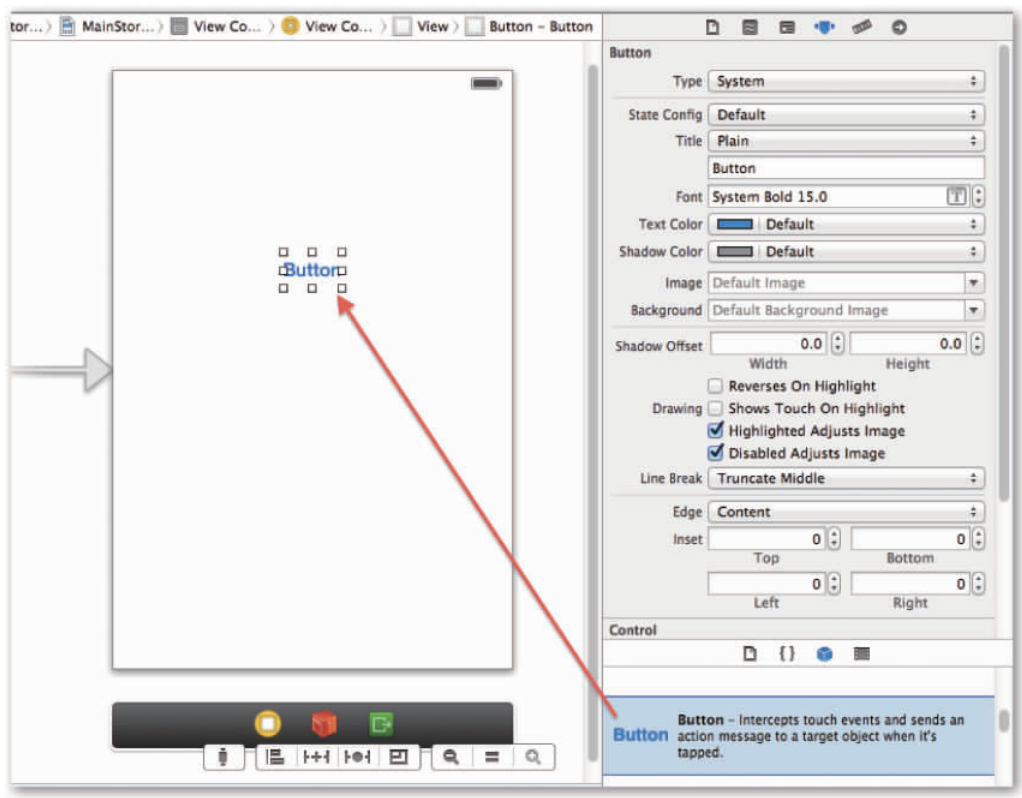 tor...) MainStor...) View Co... ) View Co... ) View ) Button – Button
Button
Button
Type System
State Config Default
Title Plain
Button
Font System Bold 15.0 T
Text Color Default
Shadow Color Default
Image Default Image
Background Default Background Image
Shadow Offset 0.0 0.0
Width Height
Reverses On Highlight
Drawing Shows Touch On Highlight
Highlighted Adjusts Image
Disabled Adjusts Image
Line Break Truncate Middle
Edge Content
Inset 0 0
Top Bottom
0 0
Left Right
Control
{ }
Button
Button – Intercepts touch events and sends an
action message to a target object when it's
tapped.